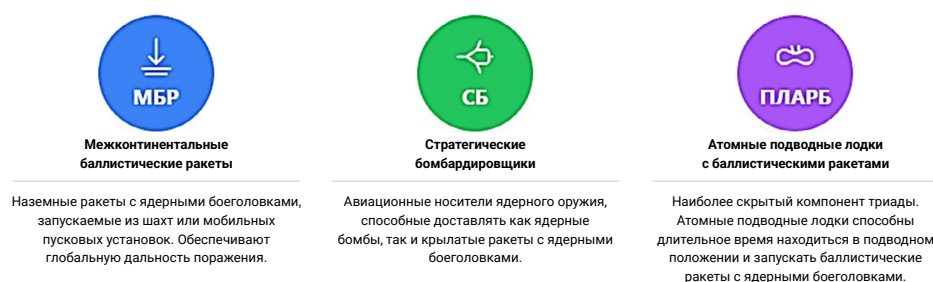 МБР
Межконтинентальные
баллистические ракеты
Наземные ракеты с ядерными боеголовками,
запускаемые из шахт или мобильных
пусковых установок. Обеспечивают
глобальную дальность поражения.
СБ
Стратегические
бомбардировщики
Авиационные носители ядерного оружия,
способные доставлять как ядерные
бомбы, так и крылатые ракеты с ядерными
боеголовками.
ПЛАРБ
Атомные подводные лодки
с баллистическими ракетами
Наиболее скрытый компонент триады.
Атомные подводные лодки способны
длительное время находиться в подводном
положении и запускать баллистические
ракеты с ядерными боеголовками.